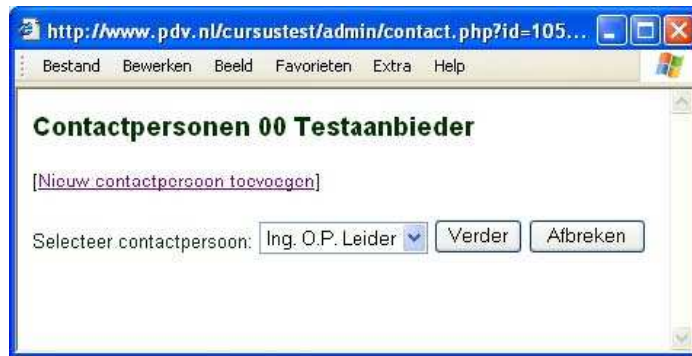 http://www.pdv.nl/cursustest/admin/contact.php?id=105...
Bestand Bewerken Beeld Favorieten Extra Help
Contactpersonen 00 Testaanbieder
[Nieuw contactpersoon toevoegen]
Selecteer contactpersoon: Ing. O.P. Leider Verder Afbreken